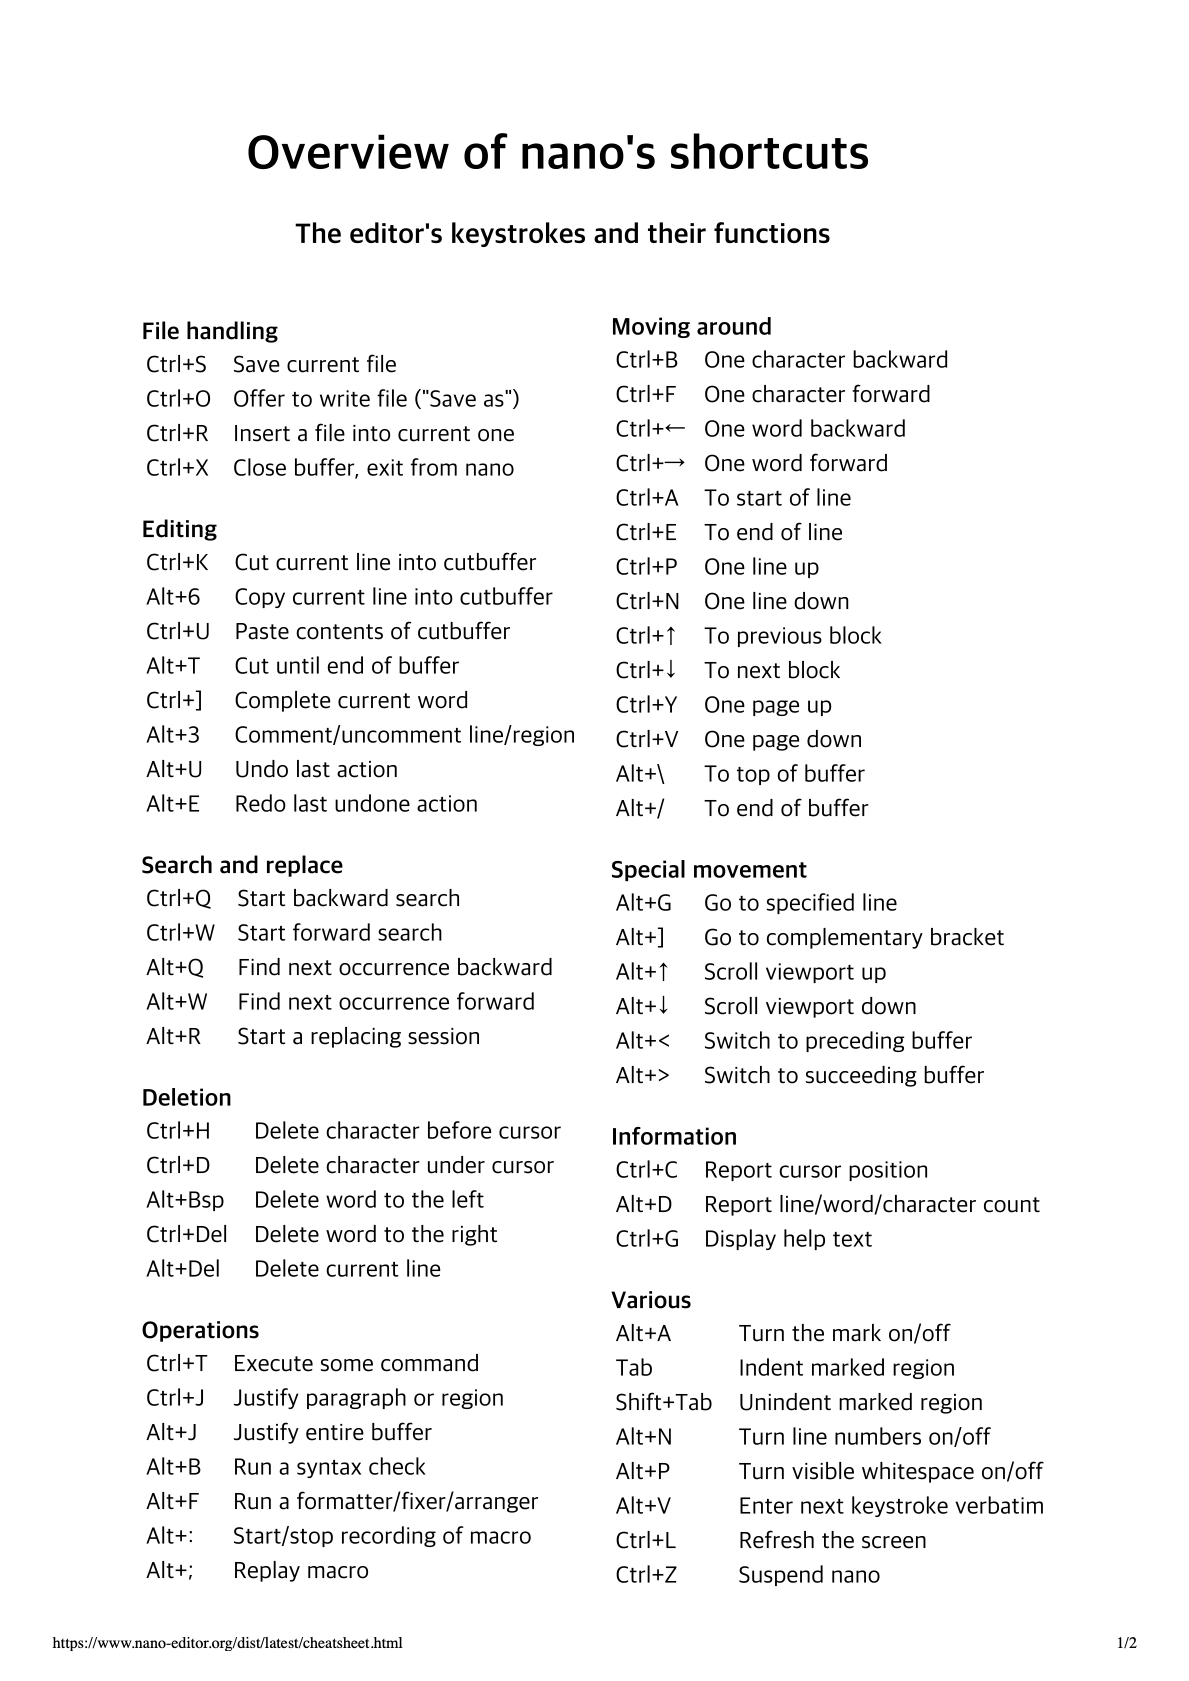 Overview of nano's shortcuts
The editor's keystrokes and their functions
File handling
Ctrl+S Save current file
Ctrl+O Offer to write file ("Save as")
Ctrl+R Insert a file into current one
Ctrl+X Close buffer, exit from nano
Editing
Ctrl+K Cut current line into cutbuffer
Alt+6 Copy current line into cutbuffer
Ctrl+U Paste contents of cutbuffer
Alt+T Cut until end of buffer
Ctrl+] Complete current word
Alt+3 Comment/uncomment line/region
Alt+U Undo last action
Alt+E Redo last undone action
Search and replace
Ctrl+Q Start backward search
Ctrl+W Start forward search
Alt+Q Find next occurrence backward
Alt+W Find next occurrence forward
Alt+R Start a replacing session
Deletion
Ctrl+H Delete character before cursor
Ctrl+D Delete character under cursor
Alt+Bsp Delete word to the left
Ctrl+Del Delete word to the right
Alt+Del Delete current line
Operations
Ctrl+T Execute some command
Ctrl+J Justify paragraph or region
Alt+J Justify entire buffer
Alt+B Run a syntax check
Alt+F Run a formatter/fixer/arranger
Alt+: Start/stop recording of macro
Alt+; Replay macro
Moving around
Ctrl+B One character backward
Ctrl+F One character forward
Ctrl+← One word backward
Ctrl+→ One word forward
Ctrl+A To start of line
Ctrl+E To end of line
Ctrl+P One line up
Ctrl+N One line down
Ctrl+↑ To previous block
Ctrl+↓ To next block
Ctrl+Y One page up
Ctrl+V One page down
Alt+\ To top of buffer
Alt+/ To end of buffer
Special movement
Alt+G Go to specified line
Alt+] Go to complementary bracket
Alt+↑ Scroll viewport up
Alt+↓ Scroll viewport down
Alt+< Switch to preceding buffer
Alt+> Switch to succeeding buffer
Information
Ctrl+C Report cursor position
Alt+D Report line/word/character count
Ctrl+G Display help text
Various
Alt+A Turn the mark on/off
Tab Indent marked region
Shift+Tab Unindent marked region
Alt+N Turn line numbers on/off
Alt+P Turn visible whitespace on/off
Alt+V Enter next keystroke verbatim
Ctrl+L Refresh the screen
Ctrl+Z Suspend nano
https://www.nano-editor.org/dist/latest/cheatsheet.html 1/2